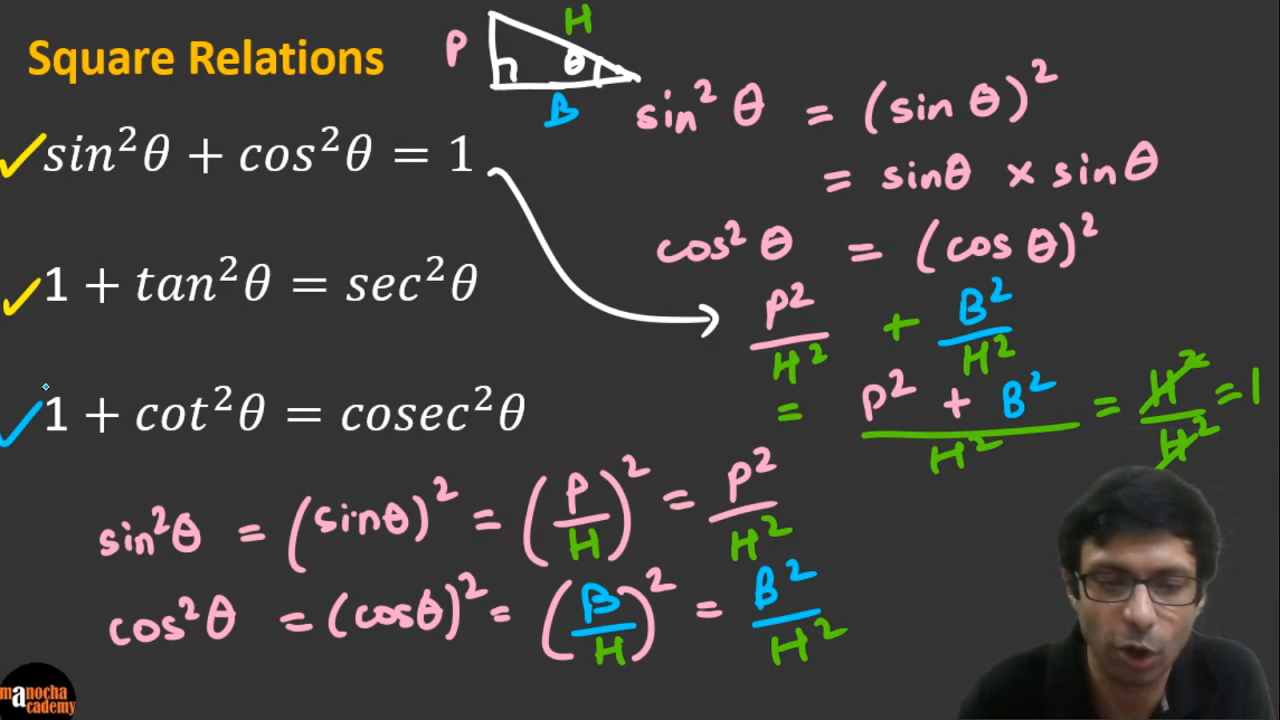 Square Relations
P
H
θ
B
sin²θ + cos²θ = 1
1 + tan²θ = sec²θ
1 + cot²θ = cosec²θ
sin²θ = (sinθ)²
= sinθ × sinθ
cos²θ = (cosθ)²
P²/H² + B²/H²
= (P² + B²)/H² = H²/H² = 1
sin²θ = (sinθ)² = (P/H)² = P²/H²
cos²θ = (cosθ)² = (B/H)² = B²/H²
manocha
academy